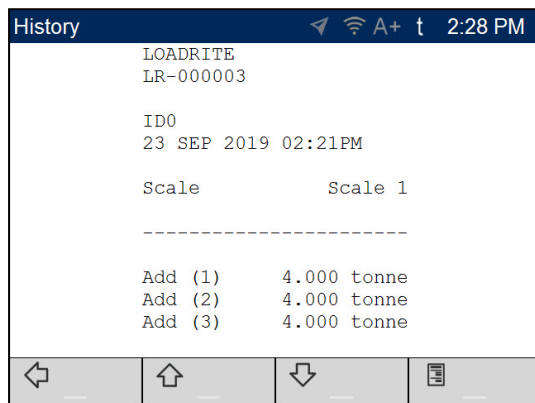 History A+ t 2:28 PM
LOADRITE
LR-000003
ID0
23 SEP 2019 02:21PM
Scale Scale 1
-----------------------
Add (1) 4.000 tonne
Add (2) 4.000 tonne
Add (3) 4.000 tonne